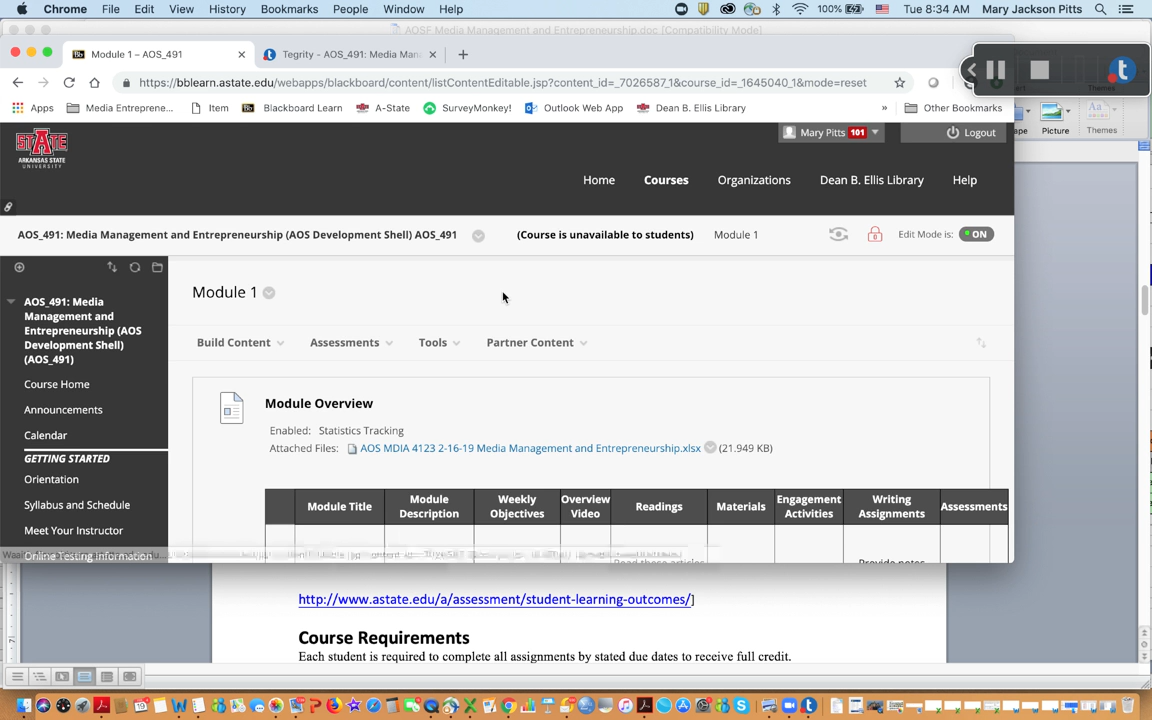 Chrome File Edit View History Bookmarks People Window Help 100% Tue 8:34 AM Mary Jackson Pitts
AOSF Media Management and Entrepreneurship.doc [Compatibility Mode]
Module 1 – AOS_491 Tegrity - AOS_491: Media Man
https://bblearn.astate.edu/webapps/blackboard/content/listContentEditable.jsp?content_id=_7026587_1&course_id=_1645040_1&mode=reset
Apps Media Entreprene... Item Blackboard Learn A-State SurveyMonkey! Outlook Web App Dean B. Ellis Library » Other Bookmarks
Picture Themes
STATE
ARKANSAS STATE
UNIVERSITY
Mary Pitts 101 Logout
Home Courses Organizations Dean B. Ellis Library Help
AOS_491: Media Management and Entrepreneurship (AOS Development Shell) AOS_491 (Course is unavailable to students) Module 1 Edit Mode is: ON
AOS_491: Media
Management and
Entrepreneurship (AOS
Development Shell)
(AOS_491)
Course Home
Announcements
Calendar
GETTING STARTED
Orientation
Syllabus and Schedule
Meet Your Instructor
Online Testing Information
Module 1
Build Content Assessments Tools Partner Content
Module Overview
Enabled: Statistics Tracking
Attached Files: AOS MDIA 4123 2-16-19 Media Management and Entrepreneurship.xlsx (21.949 KB)
Module Title Module Description Weekly Objectives Overview Video Readings Materials Engagement Activities Writing Assignments Assessments
Read these articles
Provide notes
http://www.astate.edu/a/assessment/student-learning-outcomes/]
Course Requirements
Each student is required to complete all assignments by stated due dates to receive full credit.